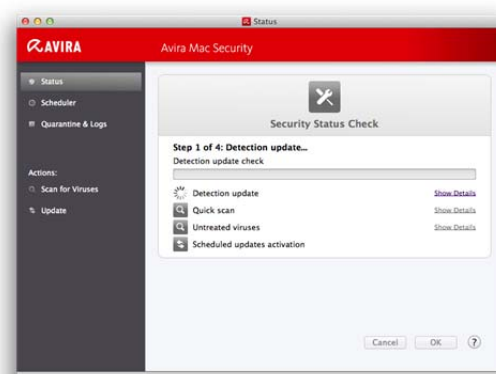 Status
AVIRA
Avira Mac Security
Status
Scheduler
Quarantine & Logs
Actions:
Scan for Viruses
Update
Security Status Check
Step 1 of 4: Detection update...
Detection update check
Detection update
Show Details
Quick scan
Show Details
Untreated viruses
Show Details
Scheduled updates activation
Cancel
OK
?